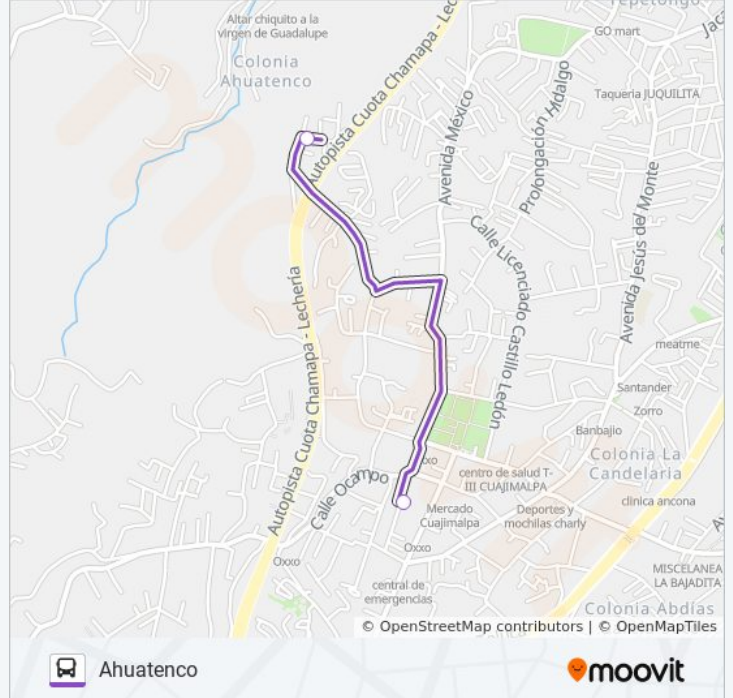 Tepetongo
Altar chiquito a la
virgen de Guadalupe
GO mart
Colonia
Ahuatenco
Taqueria JUQUILITA
Autopista Cuota Chamapa - Lec
Avenida México
Prolongación Hidalgo
Calle Licenciado Castillo Ledón
Avenida Jesús del Monte
Autopista Cuota Chamapa - Lechería
meatme
Santander
Zorro
Banbajio
Colonia La
Candelaria
oxo
centro de salud T-
III CUAJIMALPA
Calle Ocampo
clinica ancona
Mercado
Cuajimalpa
Deportes y
mochilas charly
Oxxo
Oxxo
MISCELANEA
LA BAJADITA
central de
emergencias
Colonia Abdías
© OpenStreetMap contributors | © OpenMapTiles
Ahuatenco
moovit